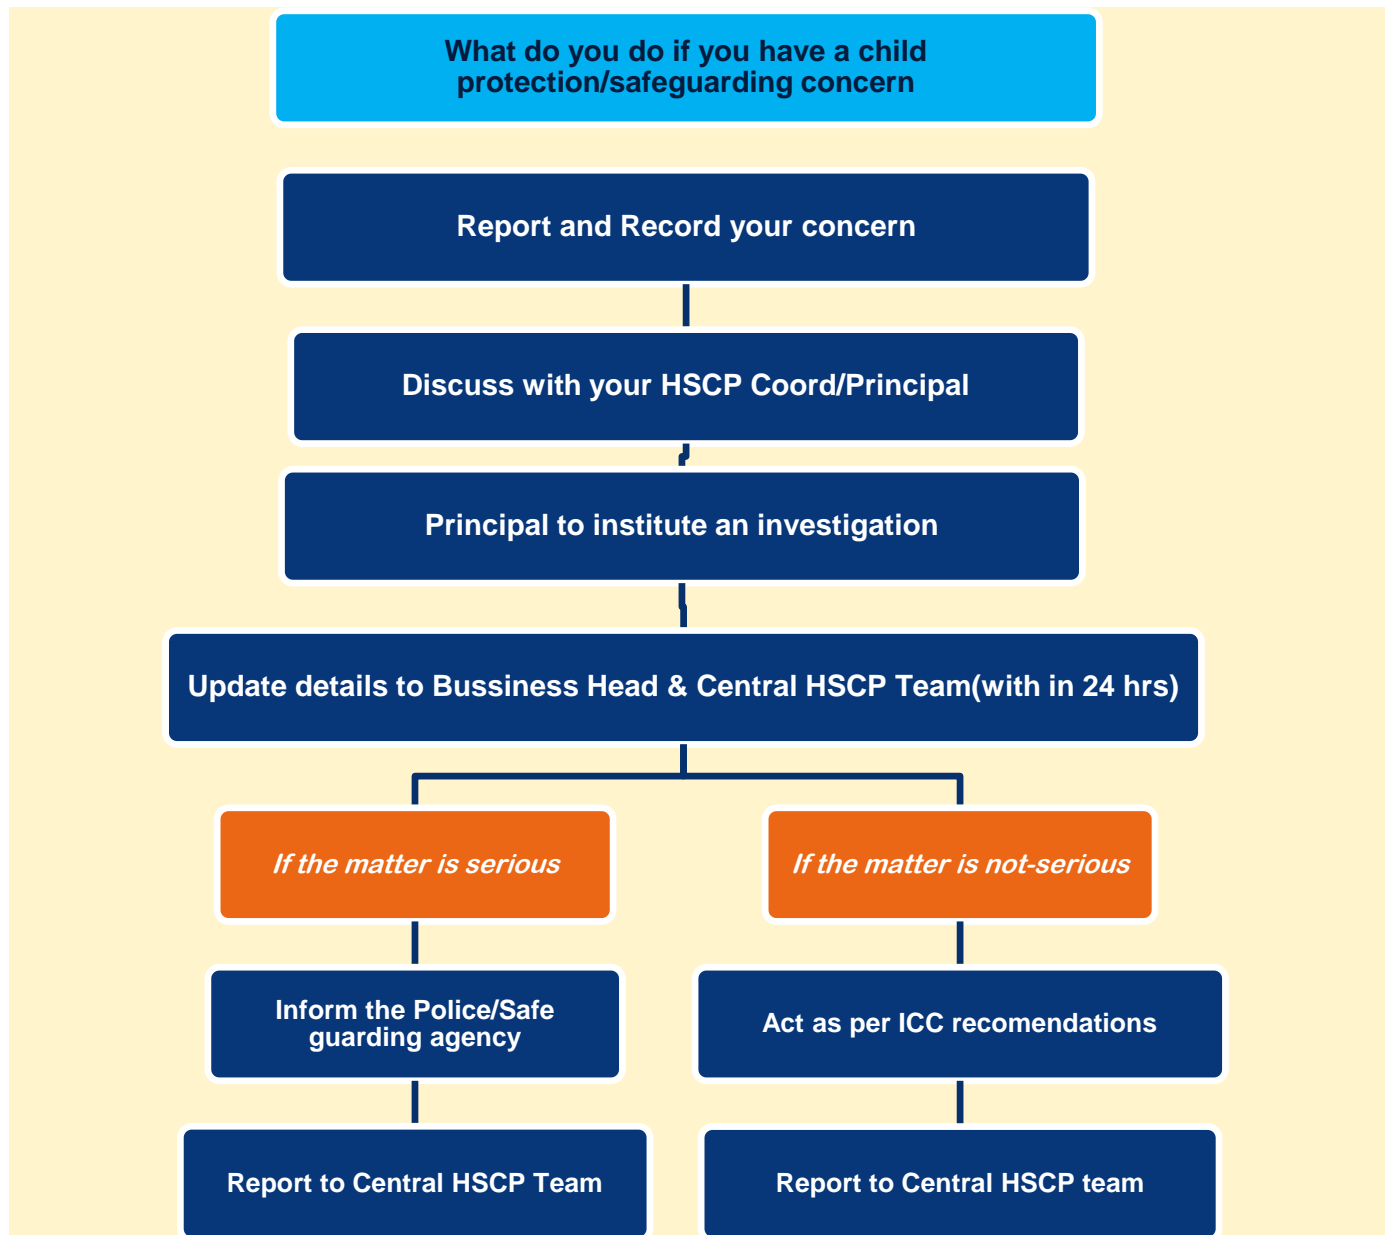 What do you do if you have a child
protection/safeguarding concern
Report and Record your concern
Discuss with your HSCP Coord/Principal
Principal to institute an investigation
Update details to Bussiness Head & Central HSCP Team(with in 24 hrs)
If the matter is serious
If the matter is not-serious
Inform the Police/Safe
guarding agency
Act as per ICC recomendations
Report to Central HSCP Team
Report to Central HSCP team